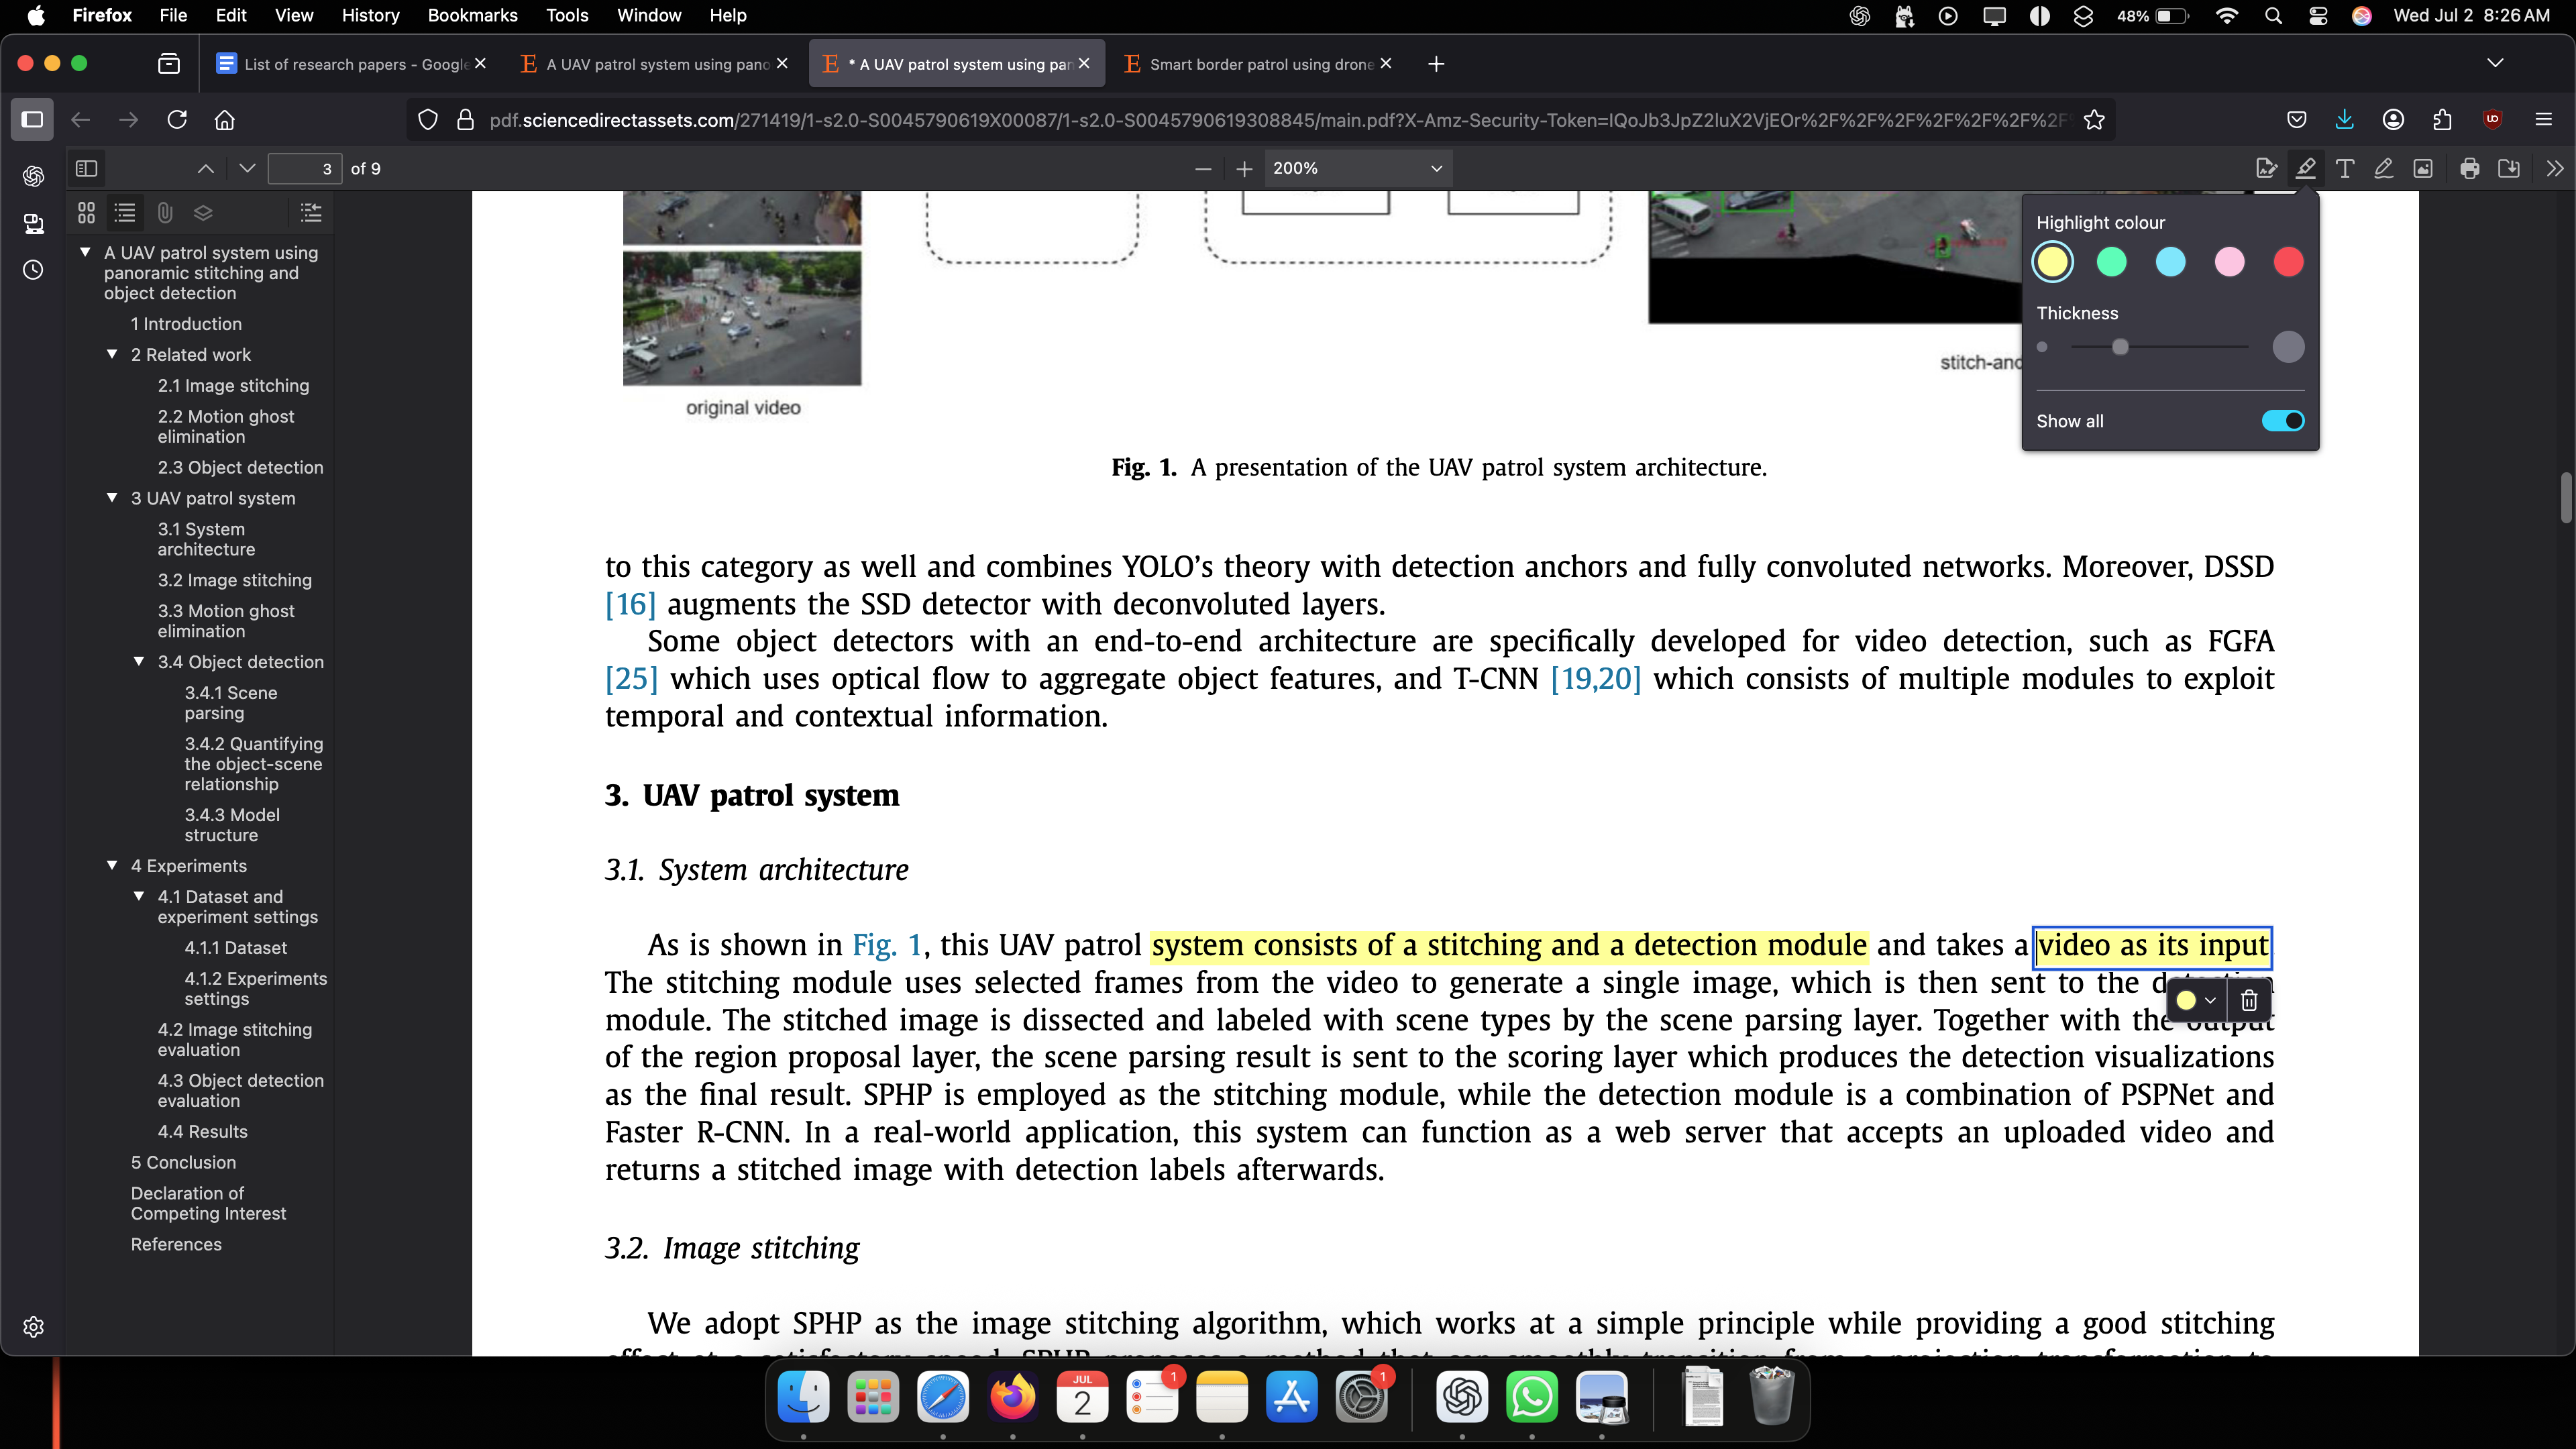 Firefox File Edit View History Bookmarks Tools Window Help 48% Wed Jul 2 8:26 AM
List of research papers - Google
A UAV patrol system using pano
* A UAV patrol system using pan
Smart border patrol using drone
pdf.sciencedirectassets.com/271419/1-s2.0-S0045790619X00087/1-s2.0-S0045790619308845/main.pdf?X-Amz-Security-Token=IQoJb3JpZ2luX2VjEOr%2F%2F%2F%2F%2F%2F%2F%2F
3 of 9 200%
A UAV patrol system using
panoramic stitching and
object detection
1 Introduction
2 Related work
2.1 Image stitching
2.2 Motion ghost
elimination
2.3 Object detection
3 UAV patrol system
3.1 System
architecture
3.2 Image stitching
3.3 Motion ghost
elimination
3.4 Object detection
3.4.1 Scene
parsing
3.4.2 Quantifying
the object-scene
relationship
3.4.3 Model
structure
4 Experiments
4.1 Dataset and
experiment settings
4.1.1 Dataset
4.1.2 Experiments
settings
4.2 Image stitching
evaluation
4.3 Object detection
evaluation
4.4 Results
5 Conclusion
Declaration of
Competing Interest
References
Highlight colour
Thickness
Show all
original video
stitch-and
Fig. 1. A presentation of the UAV patrol system architecture.
to this category as well and combines YOLO's theory with detection anchors and fully convoluted networks. Moreover, DSSD
[16] augments the SSD detector with deconvoluted layers.
Some object detectors with an end-to-end architecture are specifically developed for video detection, such as FGFA
[25] which uses optical flow to aggregate object features, and T-CNN [19,20] which consists of multiple modules to exploit
temporal and contextual information.
3. UAV patrol system
3.1. System architecture
As is shown in Fig. 1, this UAV patrol system consists of a stitching and a detection module and takes a video as its input
The stitching module uses selected frames from the video to generate a single image, which is then sent to the detection
module. The stitched image is dissected and labeled with scene types by the scene parsing layer. Together with the output
of the region proposal layer, the scene parsing result is sent to the scoring layer which produces the detection visualizations
as the final result. SPHP is employed as the stitching module, while the detection module is a combination of PSPNet and
Faster R-CNN. In a real-world application, this system can function as a web server that accepts an uploaded video and
returns a stitched image with detection labels afterwards.
3.2. Image stitching
We adopt SPHP as the image stitching algorithm, which works at a simple principle while providing a good stitching
JUL
2
1
1